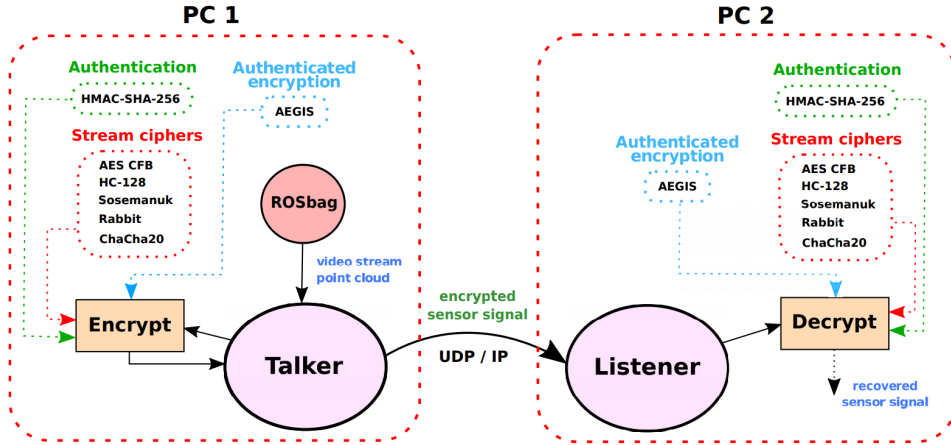 PC 1
Authentication
HMAC-SHA-256
Authenticated
encryption
AEGIS
Stream ciphers
AES CFB
HC-128
Sosemanuk
Rabbit
ChaCha20
ROSbag
video stream
point cloud
Encrypt
Talker
encrypted
sensor signal
UDP / IP
PC 2
Authentication
HMAC-SHA-256
Stream ciphers
AES CFB
HC-128
Sosemanuk
Rabbit
ChaCha20
Authenticated
encryption
AEGIS
Listener
Decrypt
recovered
sensor signal